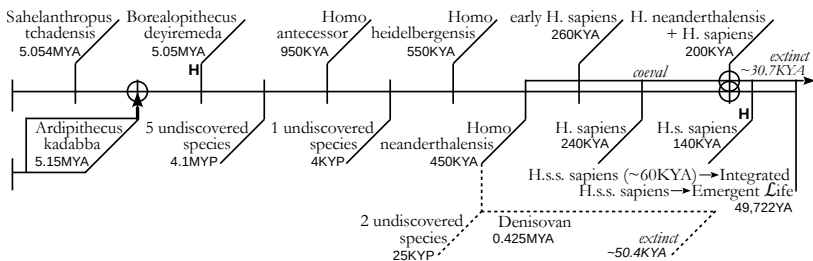 Sahelanthropus
tchadensis
5.054MYA
Borealopithecus
deyiremeda
5.05MYA
H
Homo
antecessor
950KYA
Homo
heidelbergensis
550KYA
early H. sapiens
260KYA
H. neanderthalensis
+ H. sapiens
200KYA
extinct
~30.7KYA
coeval
Ardipithecus
kadabba
5.15MYA
5 undiscovered
species
4.1MYP
1 undiscovered
species
4KYP
Homo
neanderthalensis
450KYA
H. sapiens
240KYA
H
H.s. sapiens
140KYA
H.s.s. sapiens (~60KYA)→Integrated
H.s.s. sapiens→Emergent ℒife
49,722YA
2 undiscovered
species
25KYP
Denisovan
0.425MYA
extinct
~50.4KYA